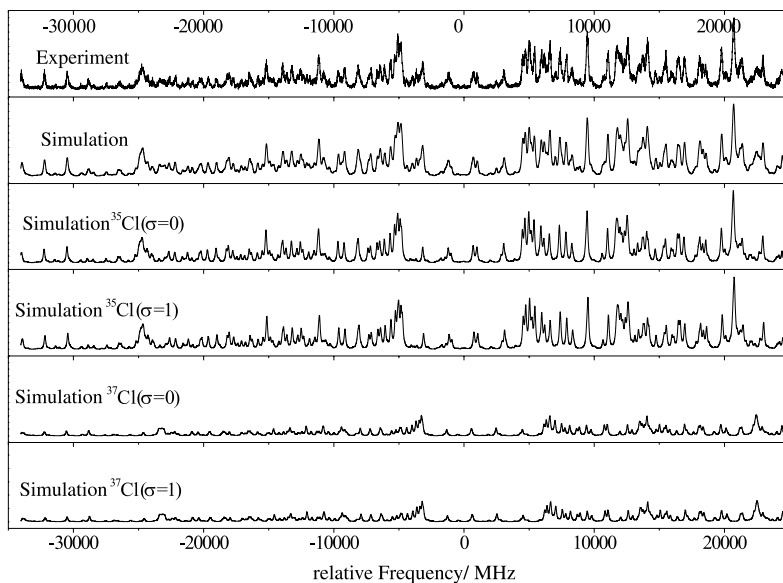 -30000 -20000 -10000 0 10000 20000
Experiment
Simulation
Simulation ³⁵Cl(σ=0)
Simulation ³⁵Cl(σ=1)
Simulation ³⁷Cl(σ=0)
Simulation ³⁷Cl(σ=1)
-30000 -20000 -10000 0 10000 20000
relative Frequency/ MHz